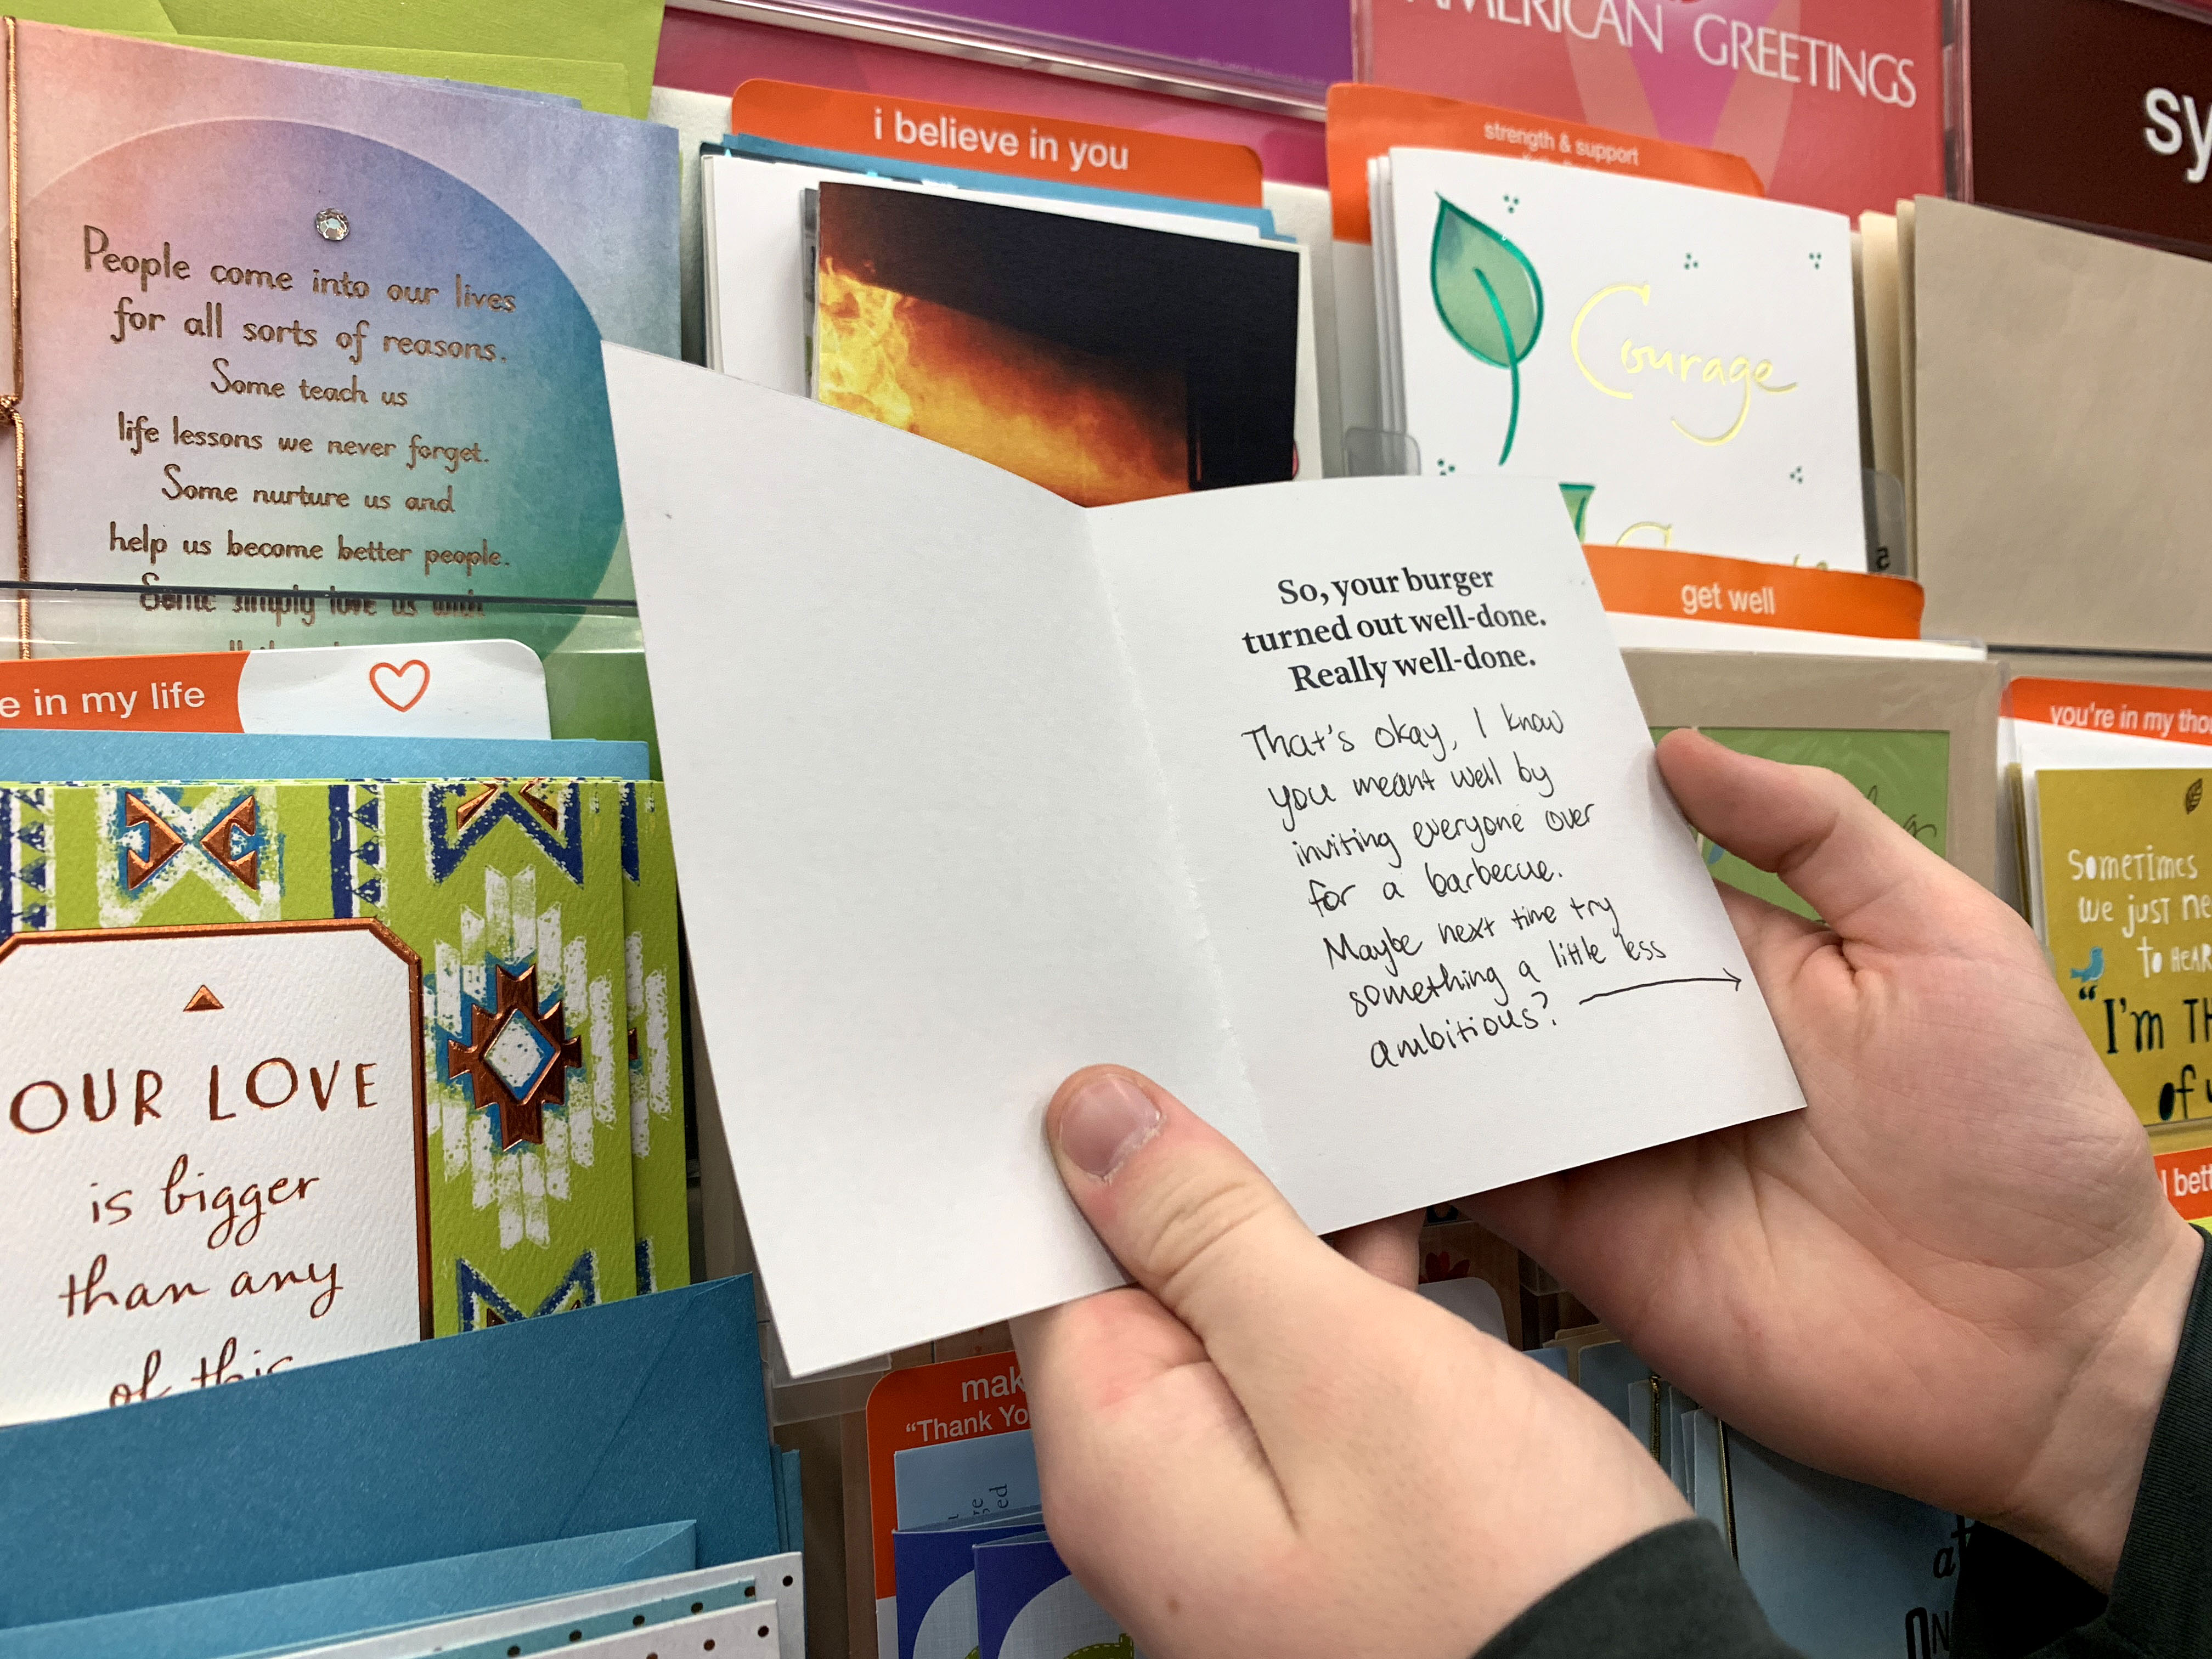 AMERICAN GREETINGS
i believe in you
strength & support
People come into our lives
for all sorts of reasons.
Some teach us
life lessons we never forget.
Some nurture us and
help us become better people.
Some simply love us with
Courage
get well
So, your burger
turned out well-done.
Really well-done.
That's okay, I know
you meant well by
inviting everyone over
for a barbecue.
Maybe next time try
something a little less
ambitious?
e in my life
OUR LOVE
is bigger
than any
of this
you're in my tho
Sometimes
we just ne
to HEAR
"I'm TH
of
mak
"Thank Yo